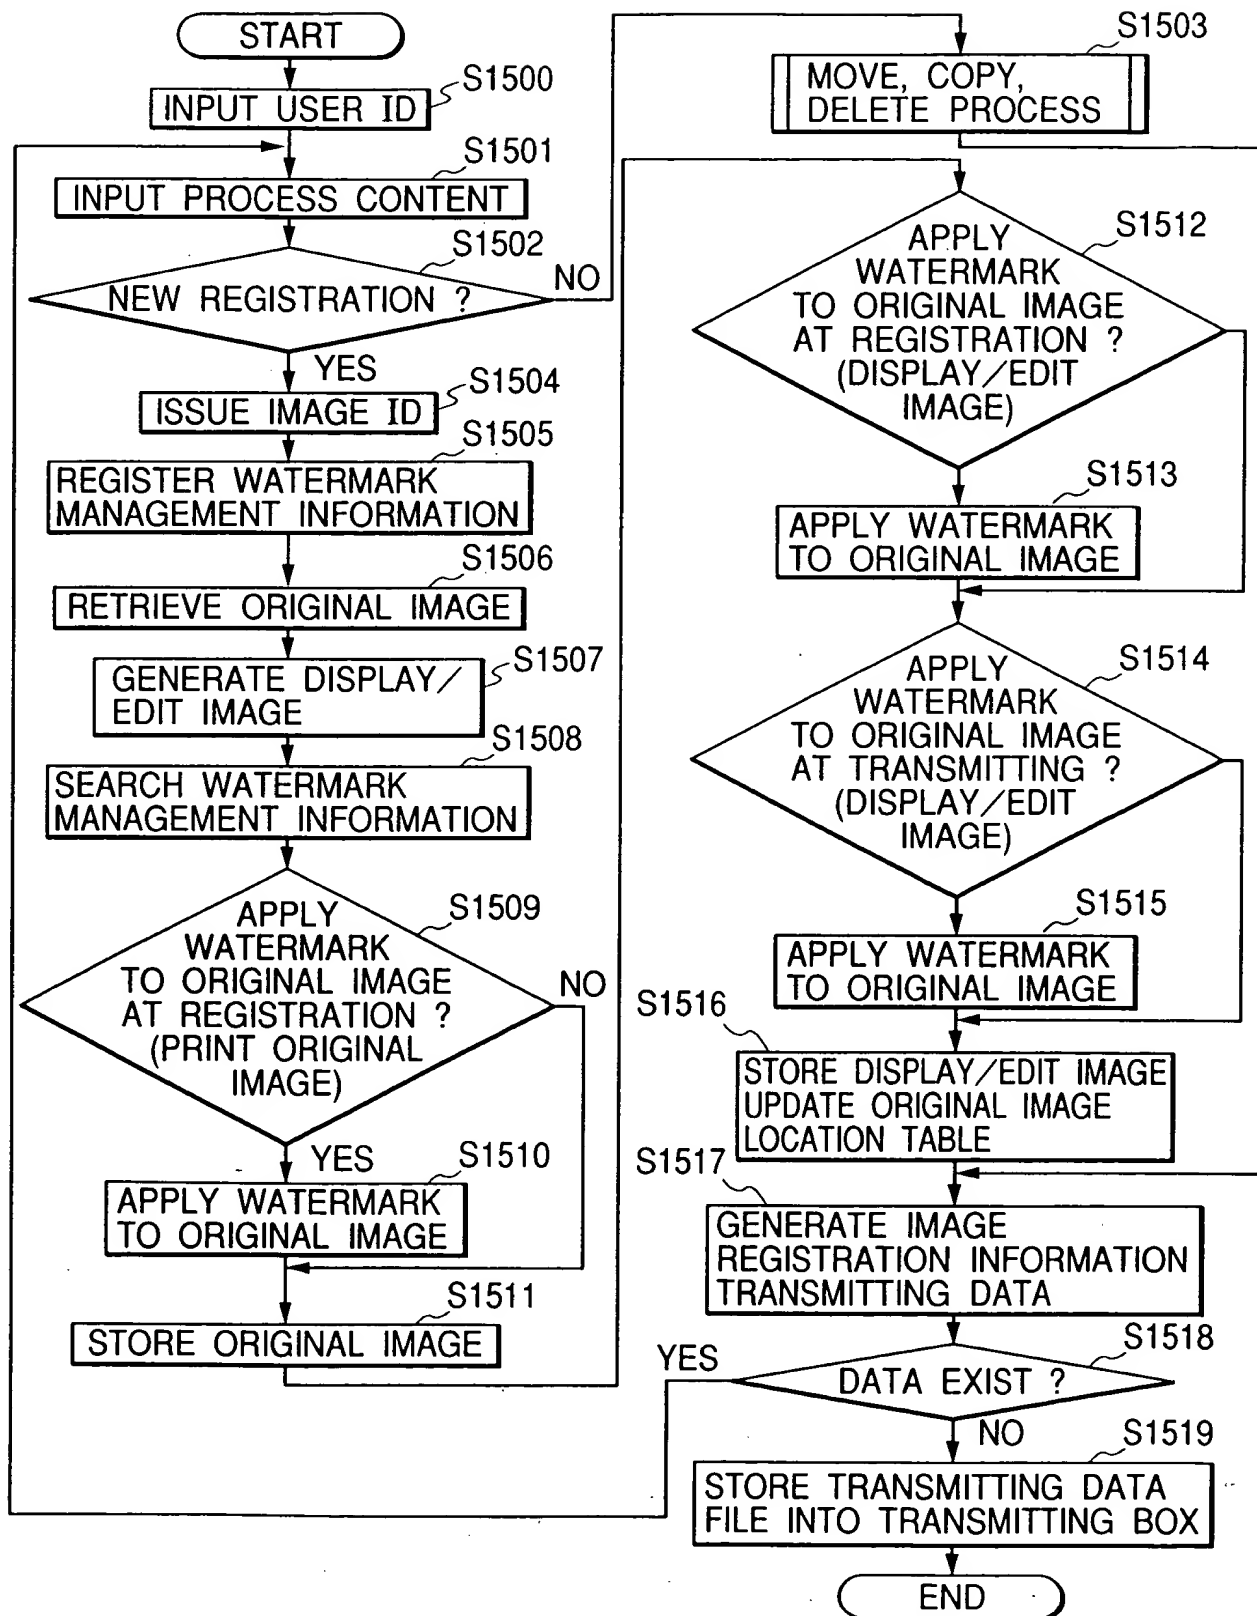 START
S1500
INPUT USER ID
S1501
INPUT PROCESS CONTENT
S1502
NEW REGISTRATION ?
NO
YES
S1504
ISSUE IMAGE ID
S1505
REGISTER WATERMARK
MANAGEMENT INFORMATION
S1506
RETRIEVE ORIGINAL IMAGE
S1507
GENERATE DISPLAY/
EDIT IMAGE
S1508
SEARCH WATERMARK
MANAGEMENT INFORMATION
S1509
APPLY
WATERMARK
TO ORIGINAL IMAGE
AT REGISTRATION ?
(PRINT ORIGINAL
IMAGE)
NO
YES
S1510
APPLY WATERMARK
TO ORIGINAL IMAGE
S1511
STORE ORIGINAL IMAGE
S1503
MOVE, COPY,
DELETE PROCESS
S1512
APPLY
WATERMARK
TO ORIGINAL IMAGE
AT REGISTRATION ?
(DISPLAY/EDIT
IMAGE)
S1513
APPLY WATERMARK
TO ORIGINAL IMAGE
S1514
APPLY
WATERMARK
TO ORIGINAL IMAGE
AT TRANSMITTING ?
(DISPLAY/EDIT
IMAGE)
S1515
APPLY WATERMARK
TO ORIGINAL IMAGE
S1516
STORE DISPLAY/EDIT IMAGE
UPDATE ORIGINAL IMAGE
LOCATION TABLE
S1517
GENERATE IMAGE
REGISTRATION INFORMATION
TRANSMITTING DATA
S1518
YES
DATA EXIST ?
NO
S1519
STORE TRANSMITTING DATA
FILE INTO TRANSMITTING BOX
END